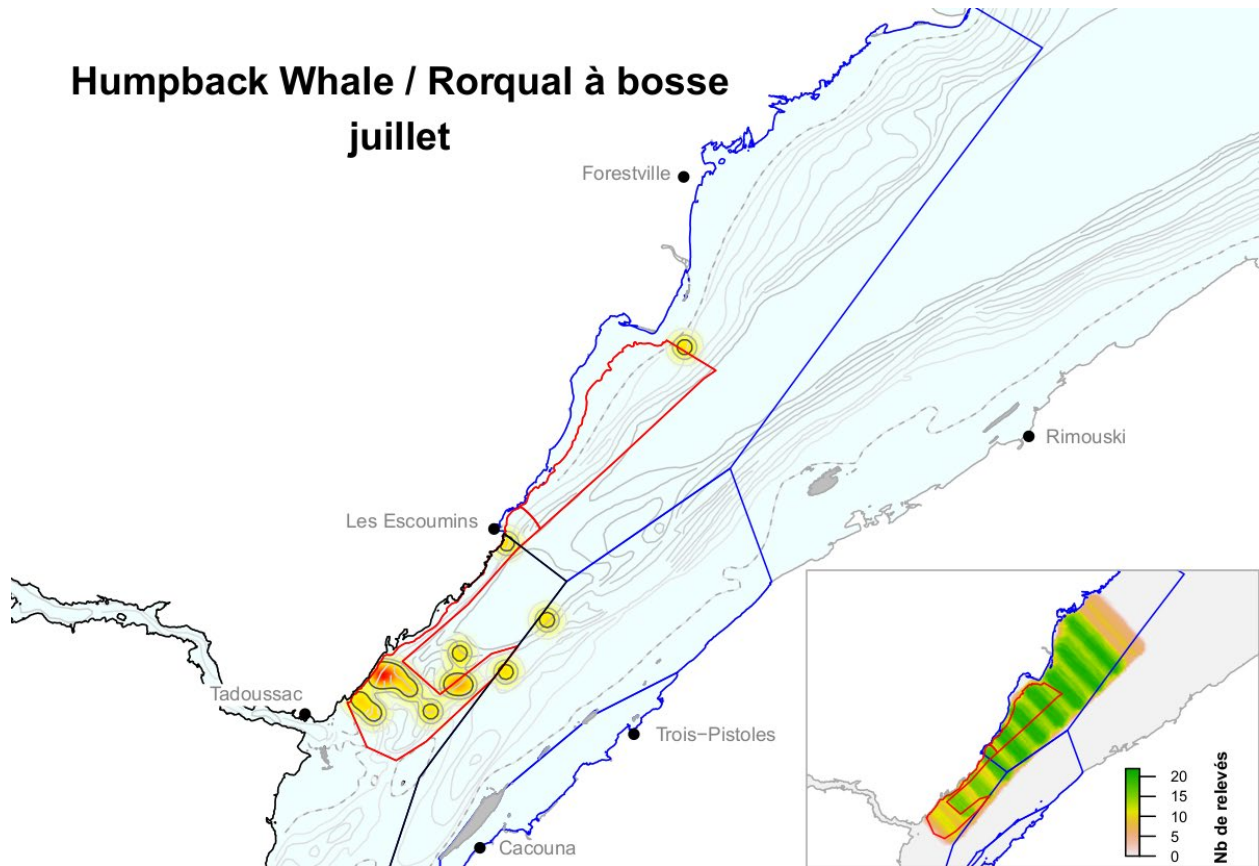 Humpback Whale / Rorqual à bosse
juillet
Forestville
Rimouski
Les Escoumins
Tadoussac
Trois−Pistoles
Cacouna
20
15
10
5
0
Nb de relevés